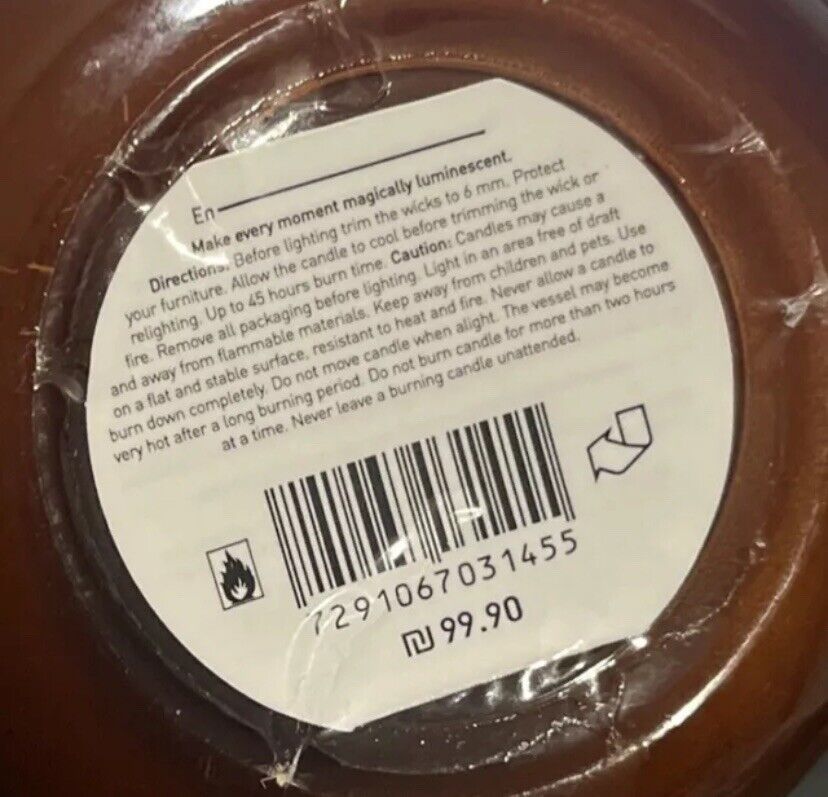 En
Make every moment magically luminescent.
Directions: Before lighting trim the wicks to 6 mm. Protect
your furniture. Allow the candle to cool before trimming the wick or
relighting. Up to 45 hours burn time. Caution: Candles may cause a
fire. Remove all packaging before lighting. Light in an area free of draft
and away from flammable materials. Keep away from children and pets. Use
on a flat and stable surface, resistant to heat and fire. Never allow a candle to
burn down completely. Do not move candle when alight. The vessel may become
very hot after a long burning period. Do not burn candle for more than two hours
at a time. Never leave a burning candle unattended.
7291067031455
₪ 99.90